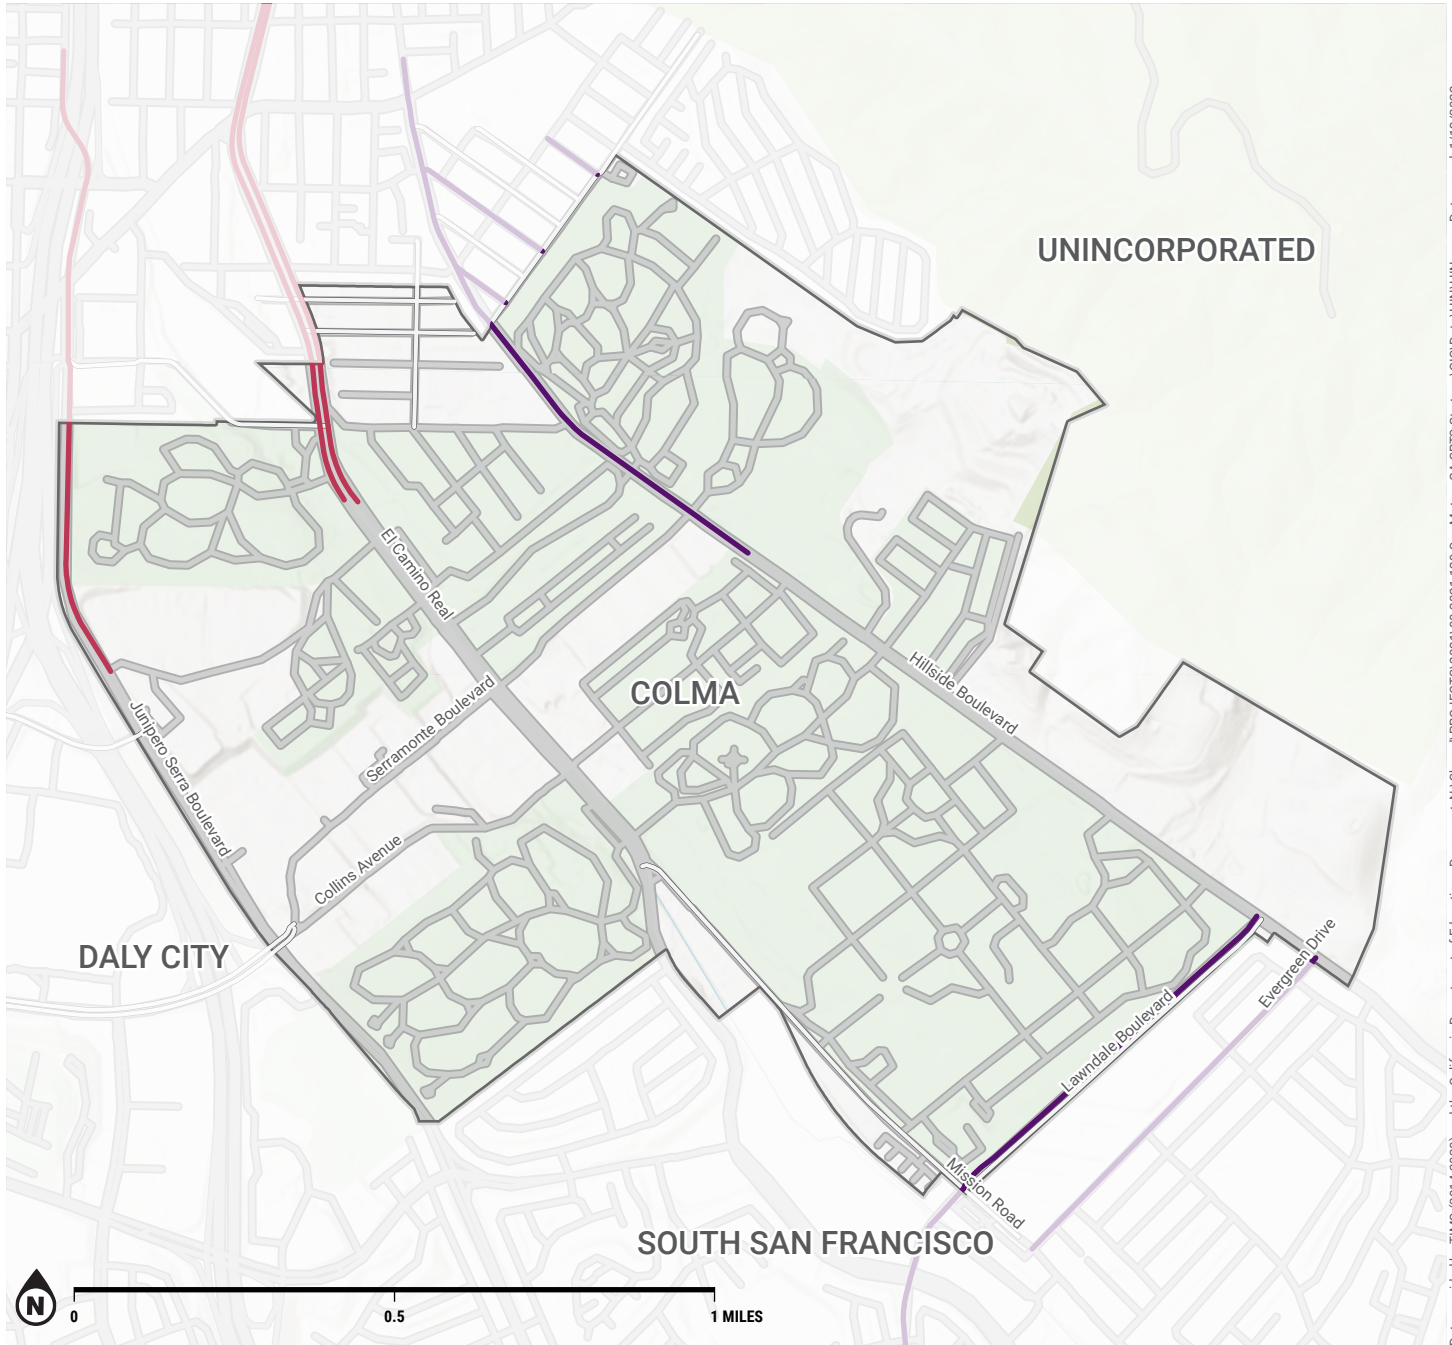 UNINCORPORATED
El Camino Real
Hillside Boulevard
COLMA
Serramonte Boulevard
Junipero Serra Boulevard
Collins Avenue
DALY CITY
Evergreen Drive
Lawndale Boulevard
Mission Road
SOUTH SAN FRANCISCO
N
0
0.5
1 MILES